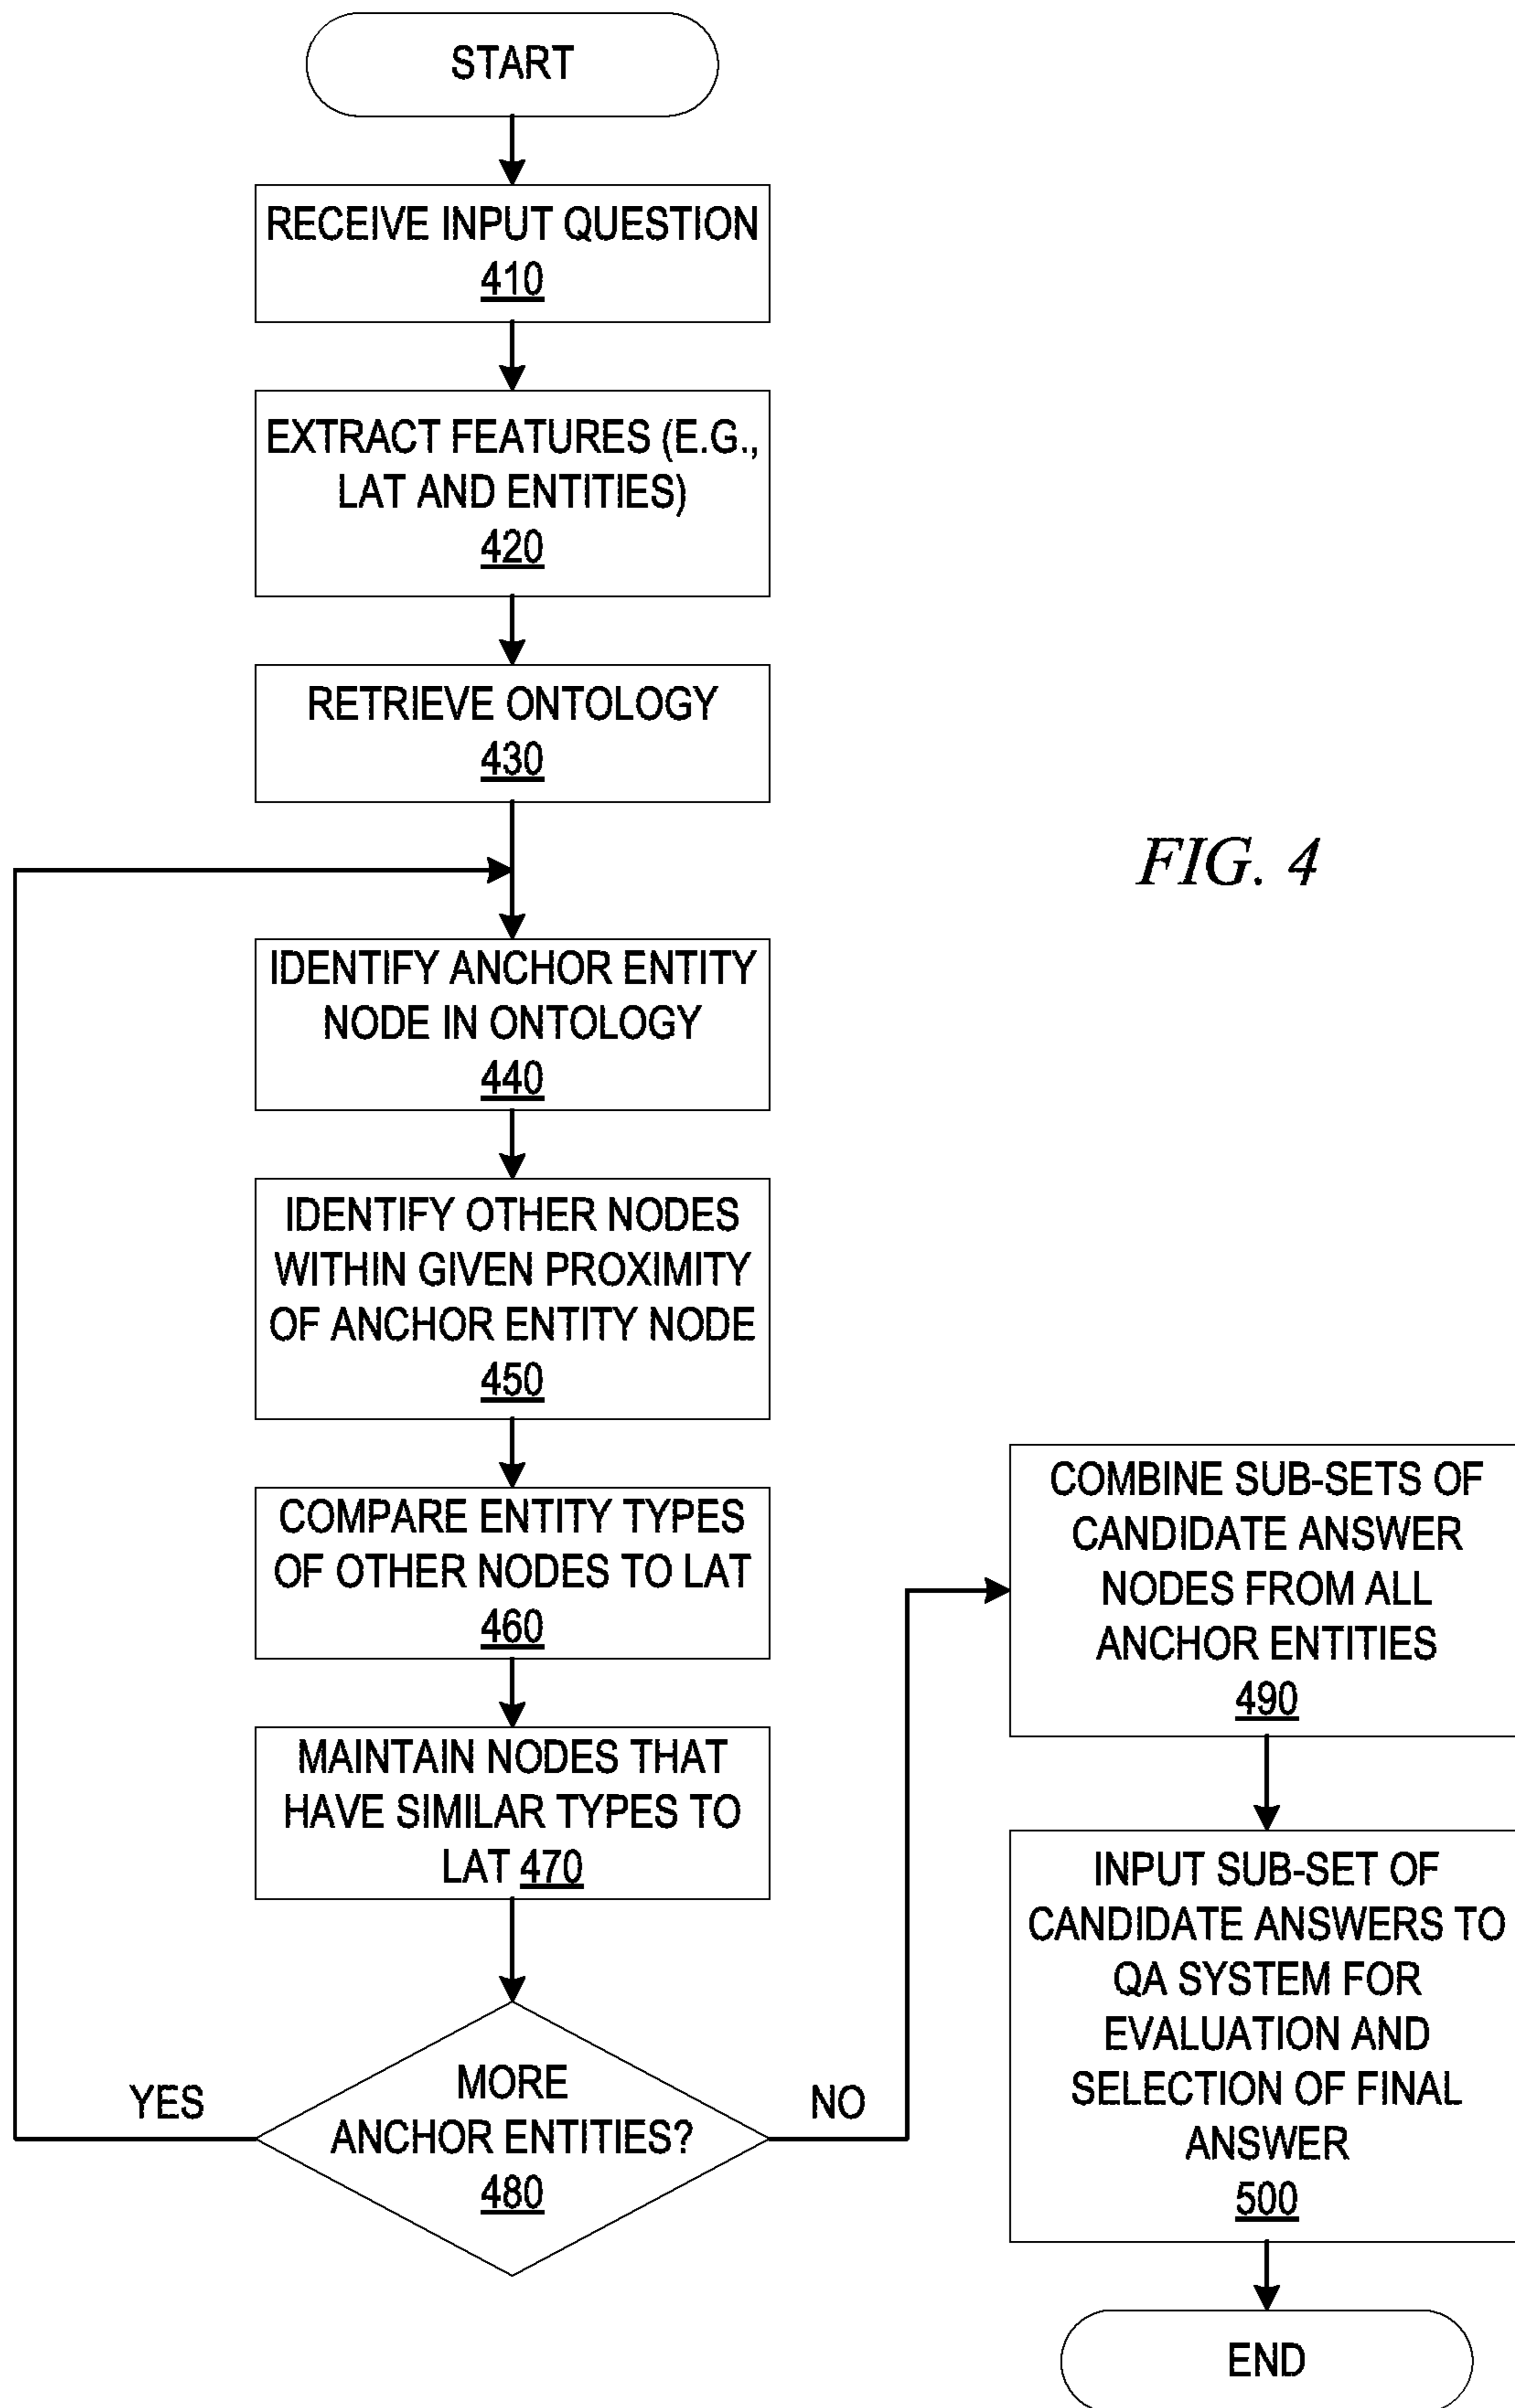 START
RECEIVE INPUT QUESTION
410
EXTRACT FEATURES (E.G.,
LAT AND ENTITIES)
420
RETRIEVE ONTOLOGY
430
FIG. 4
IDENTIFY ANCHOR ENTITY
NODE IN ONTOLOGY
440
IDENTIFY OTHER NODES
WITHIN GIVEN PROXIMITY
OF ANCHOR ENTITY NODE
450
COMPARE ENTITY TYPES
OF OTHER NODES TO LAT
460
MAINTAIN NODES THAT
HAVE SIMILAR TYPES TO
LAT 470
MORE
ANCHOR ENTITIES?
480
YES
NO
COMBINE SUB-SETS OF
CANDIDATE ANSWER
NODES FROM ALL
ANCHOR ENTITIES
490
INPUT SUB-SET OF
CANDIDATE ANSWERS TO
QA SYSTEM FOR
EVALUATION AND
SELECTION OF FINAL
ANSWER
500
END